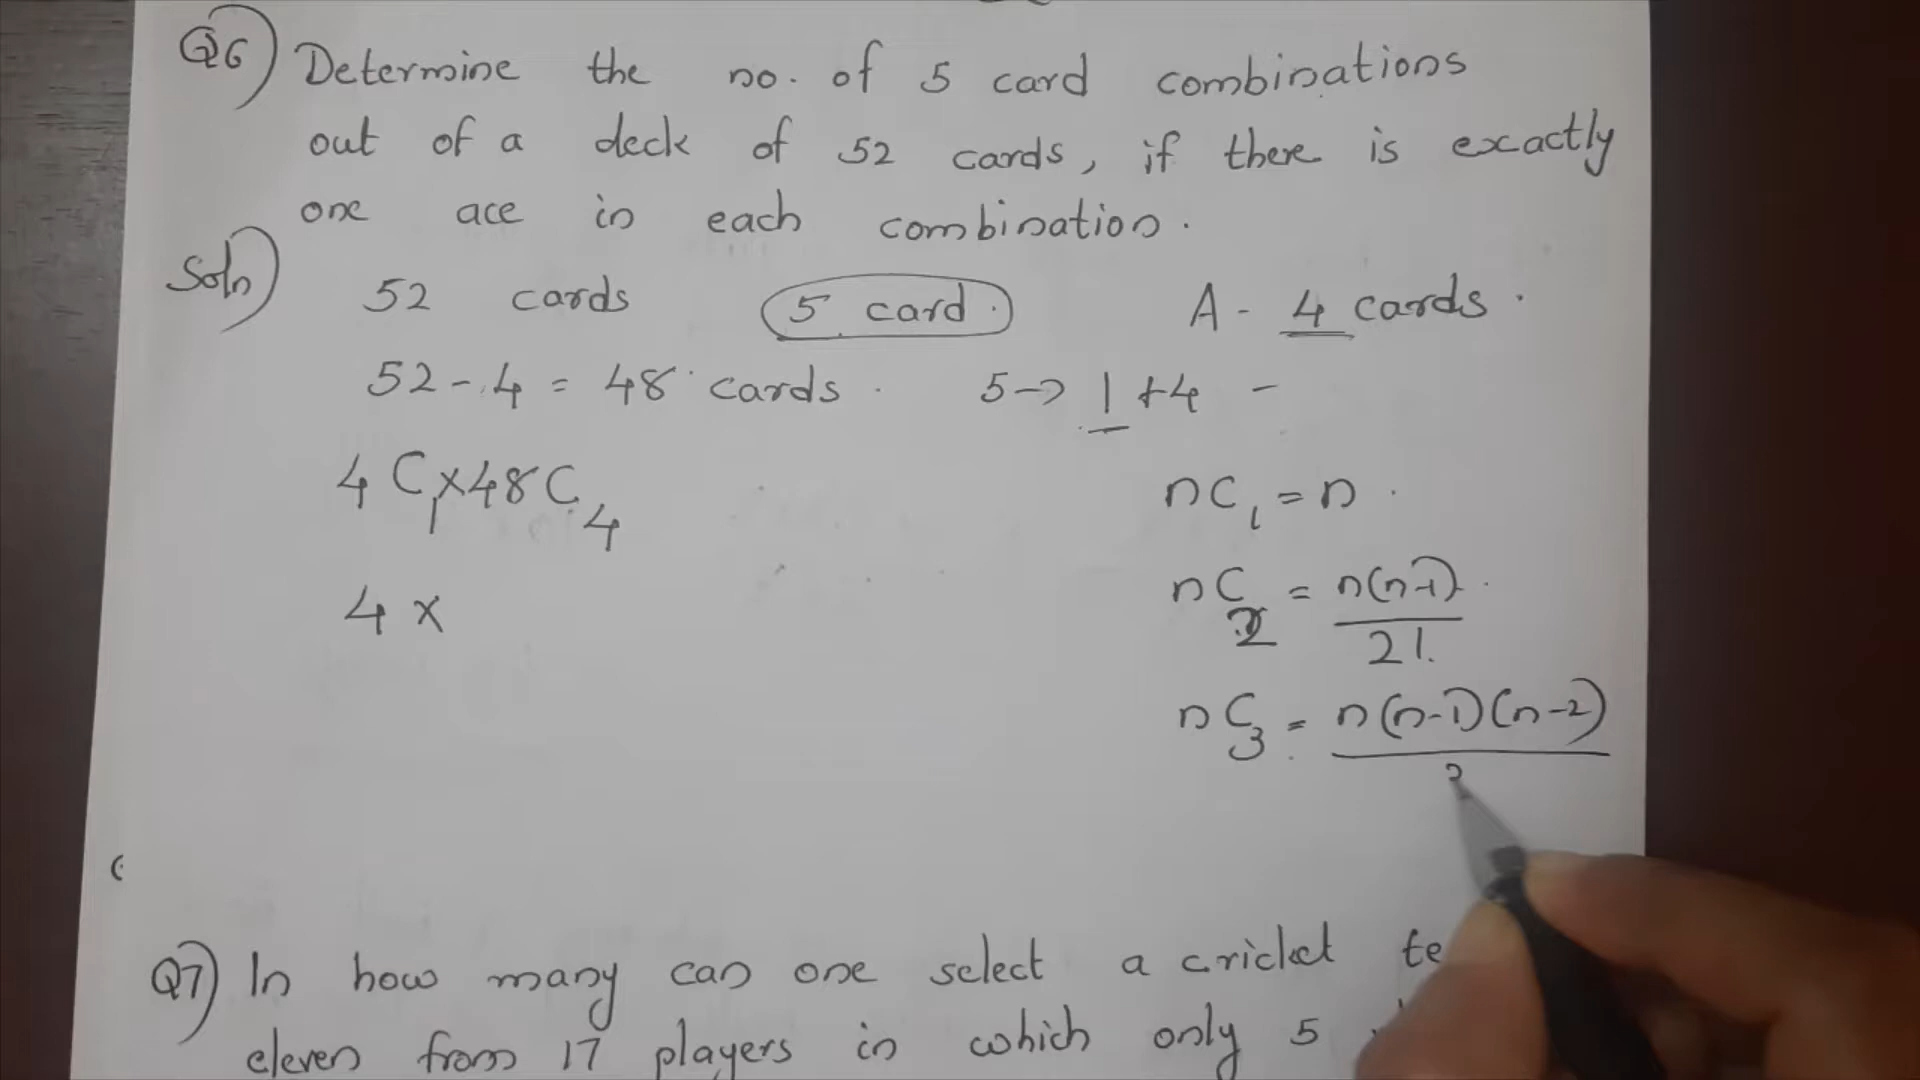 Q6) Determine the no. of 5 card combinations
out of a deck of 52 cards, if there is exactly
one ace in each combination.
Soln) 52 cards 5 card. A - 4 cards.
52 - 4 = 48 cards. 5 → 1 + 4 -
4C₁ × 48C₄
nC₁ = n.
nC₂ = n(n-1)/2!
4 ×
nC₃ = n(n-1)(n-2)
Q7) In how many can one select a cricket te
eleven from 17 players in which only 5